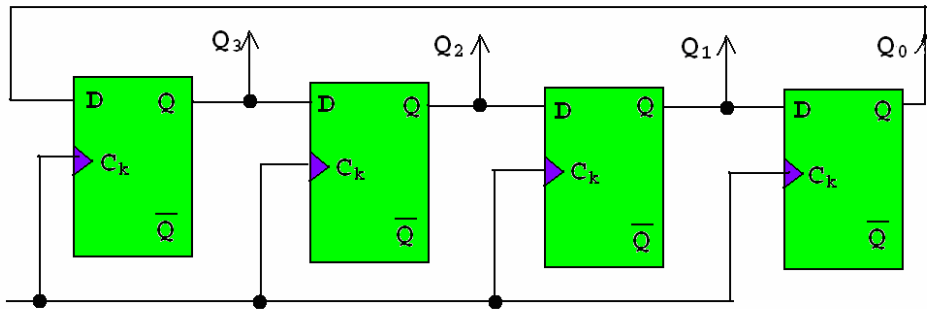 Q3 Q2 Q1 Q0
D Q D Q D Q D Q
Ck Ck Ck Ck
Q̅ Q̅ Q̅ Q̅